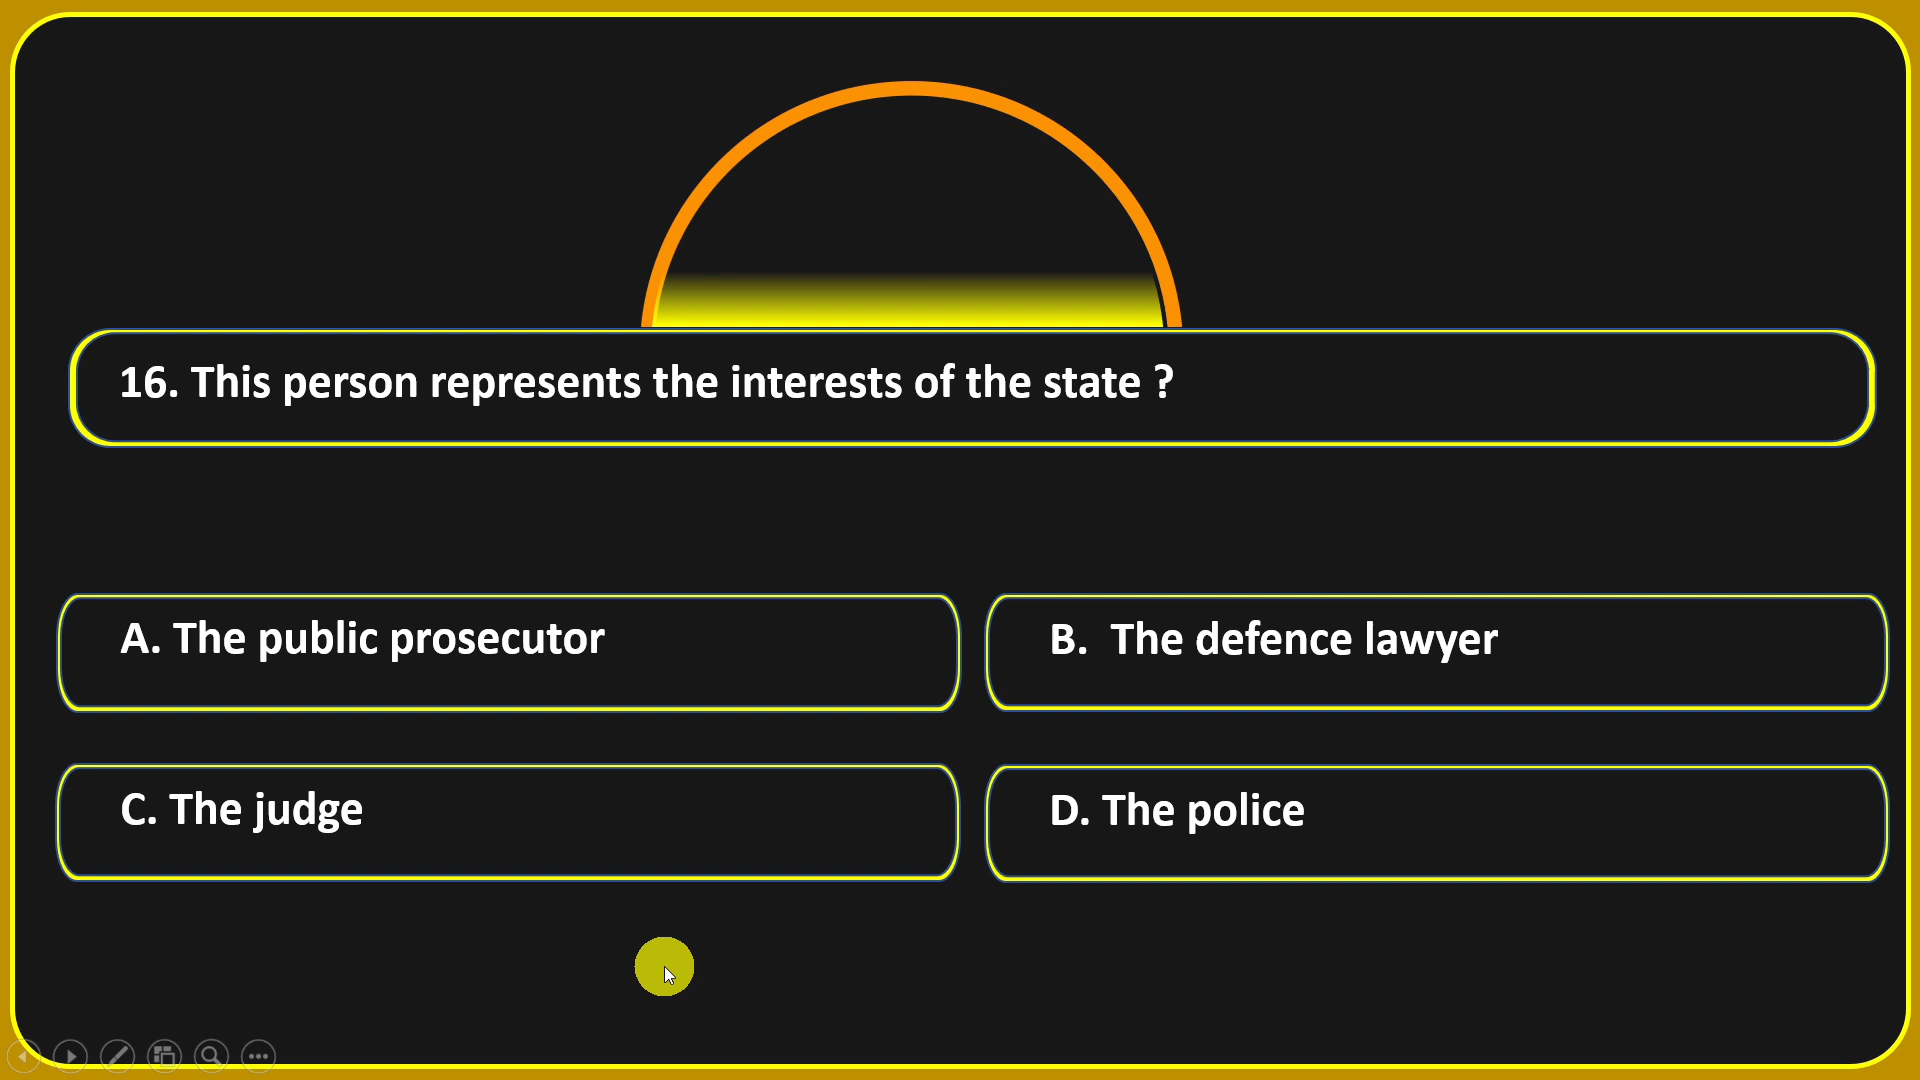 16. This person represents the interests of the state ?
A. The public prosecutor
B. The defence lawyer
C. The judge
D. The police